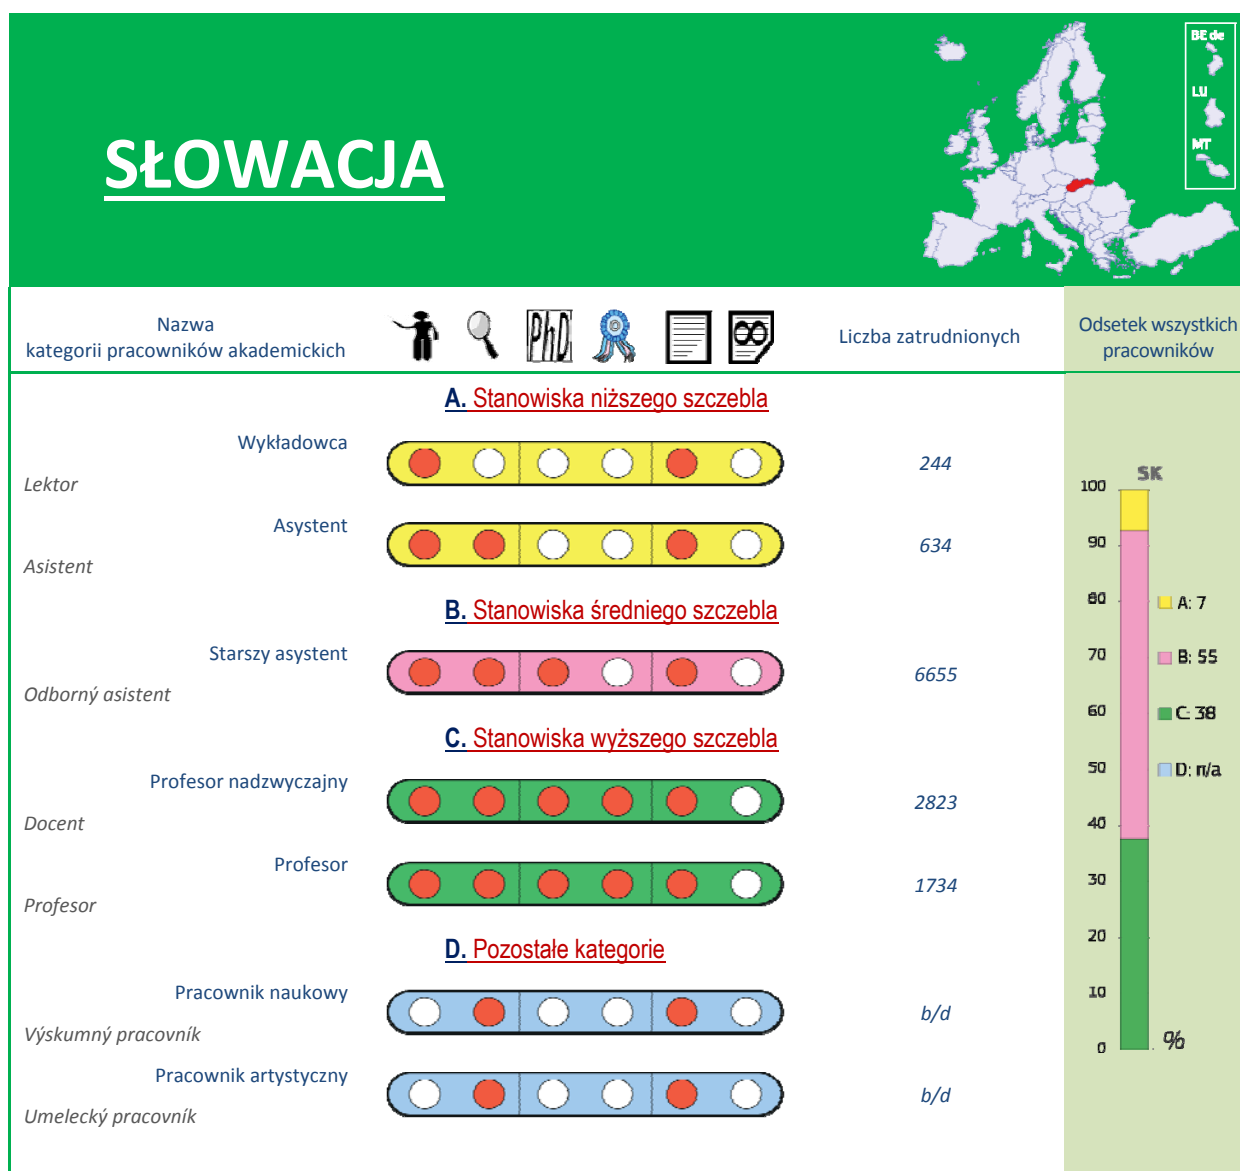 BE de
LU
MT
SŁOWACJA
Nazwa
kategorii pracowników akademickich
PhD
8
Liczba zatrudnionych
Odsetek wszystkich
pracowników
A. Stanowiska niższego szczebla
Wykładowca
Lektor
244
Asystent
Asistent
634
B. Stanowiska średniego szczebla
Starszy asystent
Odborný asistent
6655
C. Stanowiska wyższego szczebla
Profesor nadzwyczajny
Docent
2823
Profesor
Profesor
1734
D. Pozostałe kategorie
Pracownik naukowy
Výskumný pracovník
b/d
Pracownik artystyczny
Umelecký pracovník
b/d
SK
100
90
80
70
60
50
40
30
20
10
0
%
A: 7
B: 55
C: 38
D: n/a